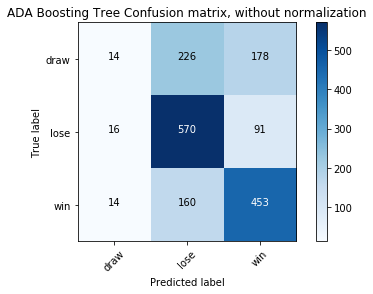 ADA Boosting Tree Confusion matrix, without normalization
draw 14 226 178
lose 16 570 91
win 14 160 453
draw lose win
True label
Predicted label
500
400
300
200
100